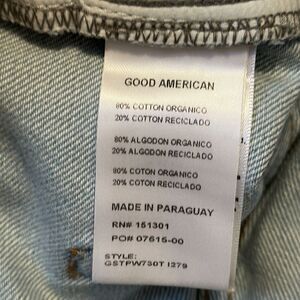 GOOD AMERICAN
80% COTTON ORGANICO
20% COTTON RECICLADO
80% ALGODON ORGANICO
20% ALGODON RECICLADO
80% COTON ORGANICO
20% COTON RECICLADO
MADE IN PARAGUAY
RN# 151301
PO# 07615-00
STYLE:
GSTPW730T I279